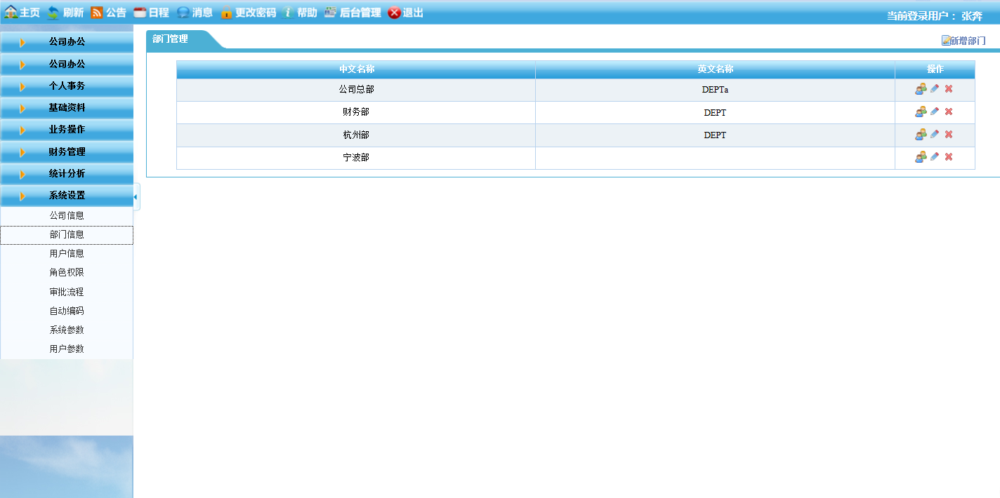 主页 刷新 公告 日程 消息 更改密码 帮助 后台管理 退出
当前登录用户： 张奔
公司办公
公司办公
个人事务
基础资料
业务操作
财务管理
统计分析
系统设置
公司信息
部门信息
用户信息
角色权限
审批流程
自动编码
系统参数
用户参数
部门管理
新增部门
中文名称 英文名称 操作
公司总部 DEPTa
财务部 DEPT
杭州部 DEPT
宁波部